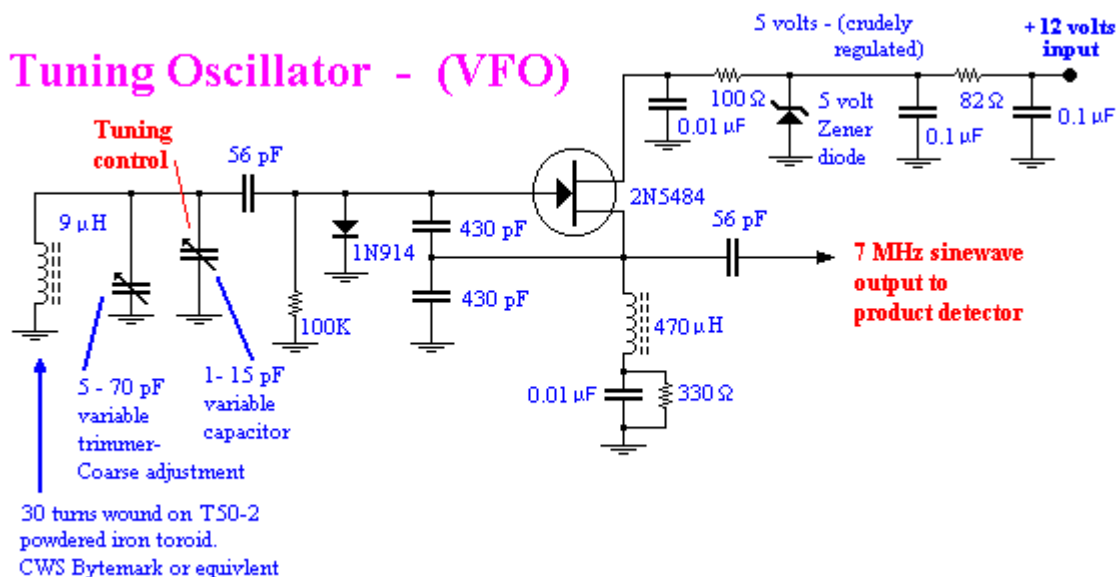 Tuning Oscillator - (VFO)
5 volts - (crudely
regulated)
+12 volts
input
100 Ω
82 Ω
0.01 μF
5 volt
Zener
diode
0.1 μF
0.1 μF
Tuning
control
56 pF
9 μH
430 pF
1N914
430 pF
100K
2N5484
56 pF
7 MHz sinewave
output to
product detector
470 μH
0.01 μF
330 Ω
5 - 70 pF
variable
trimmer-
Coarse adjustment
1- 15 pF
variable
capacitor
30 turns wound on T50-2
powdered iron toroid.
CWS Bytemark or equivlent